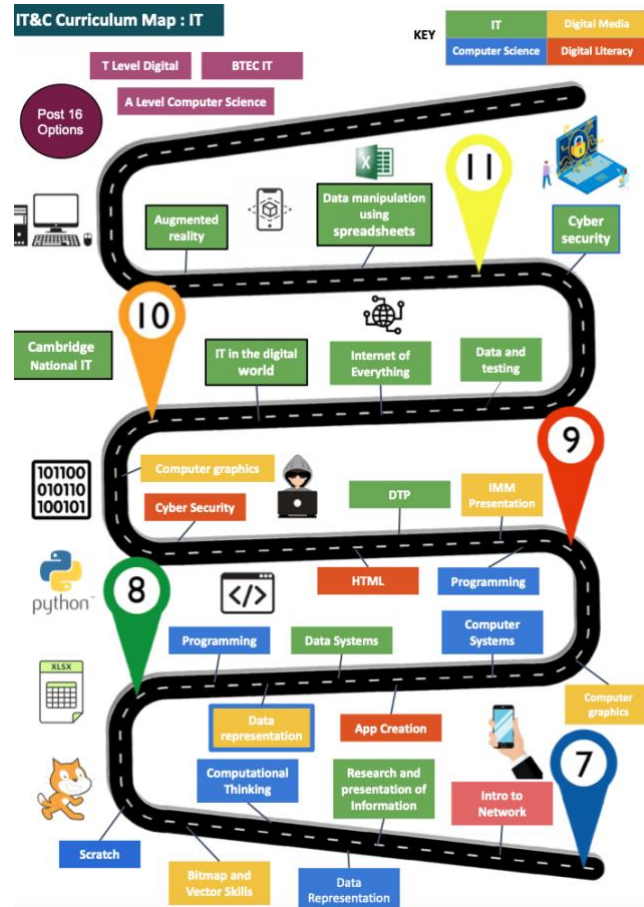 IT&C Curriculum Map : IT
KEY
IT
Digital Media
Computer Science
Digital Literacy
T Level Digital
BTEC IT
A Level Computer Science
Post 16
Options
11
Augmented
reality
Data manipulation
using
spreadsheets
Cyber
security
10
Cambridge
National IT
IT in the digital
world
Internet of
Everything
Data and
testing
9
101100
010110
100101
Computer graphics
Cyber Security
DTP
IMM
Presentation
HTML
Programming
python™
8
</>
Programming
Data Systems
Computer
Systems
XLSX
Data
representation
App Creation
Computer
graphics
7
Computational
Thinking
Research and
presentation of
Information
Intro to
Network
Scratch
Bitmap and
Vector Skills
Data
Representation